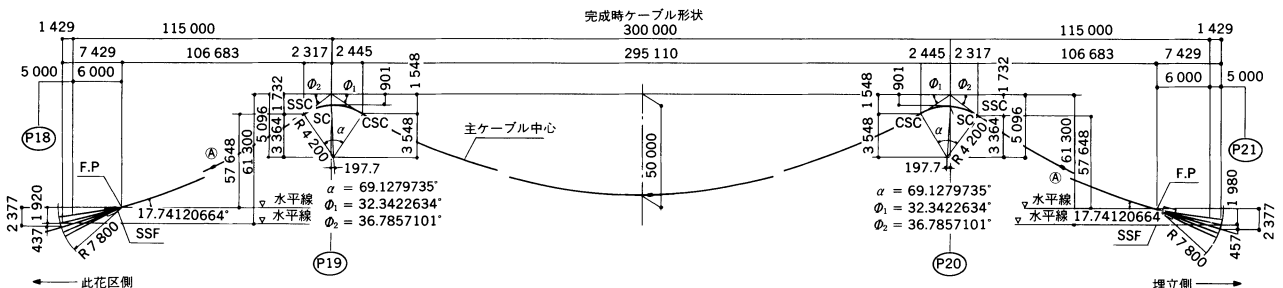 完成時ケーブル形状
1 429 115 000 300 000 115 000 1 429
7 429 106 683 2 317 2 445 295 110 2 445 2 317 106 683 7 429
5 000 6 000 6 000 5 000
1 732 901 1 548 1 548 901 1 732
Φ₂ Φ₁ Φ₁ Φ₂
SSC SC CSC CSC SC SSC
3 364 5 096 61 300 57 648 3 548 3 548 3 364 5 096 61 300 57 648
R 4 200 α α R 4 200
197.7 197.7
主ケーブル中心
50 000
P18 P21
Ⓐ Ⓐ
F.P F.P
α = 69.1279735° α = 69.1279735°
Φ₁ = 32.3422634° Φ₁ = 32.3422634°
Φ₂ = 36.7857101° Φ₂ = 36.7857101°
水平線 水平線
水平線 水平線
17.74120664° 17.74120664°
2 377 1 920 437 1 980 2 377 457
R 7 800 SSF SSF R 7 800
P19 P20
此花区側 埋立側